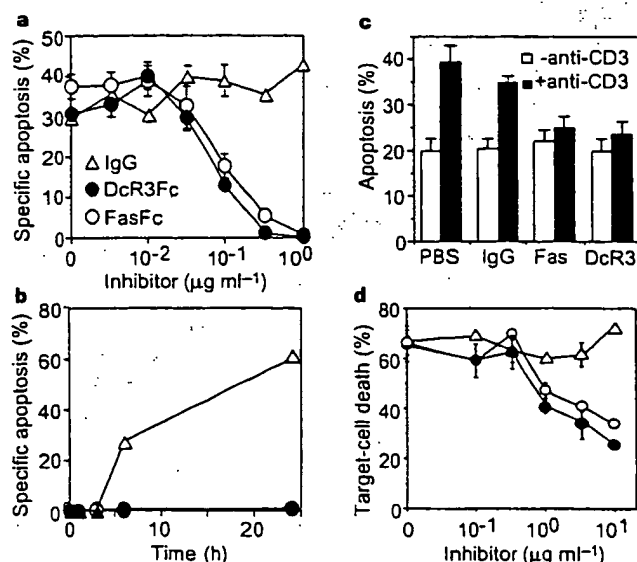 a
Specific apoptosis (%)
50
40
30
20
10
0
IgG
DcR3Fc
FasFc
0 10⁻² 10⁻¹ 10⁰
Inhibitor (μg ml⁻¹)
b
Specific apoptosis (%)
80
60
40
20
0
0 10 20
Time (h)
c
Apoptosis (%)
-anti-CD3
+anti-CD3
40
30
20
10
0
PBS IgG Fas DcR3
d
Target-cell death (%)
80
60
40
20
0
0 10⁻¹ 10⁰ 10¹
Inhibitor (μg ml⁻¹)